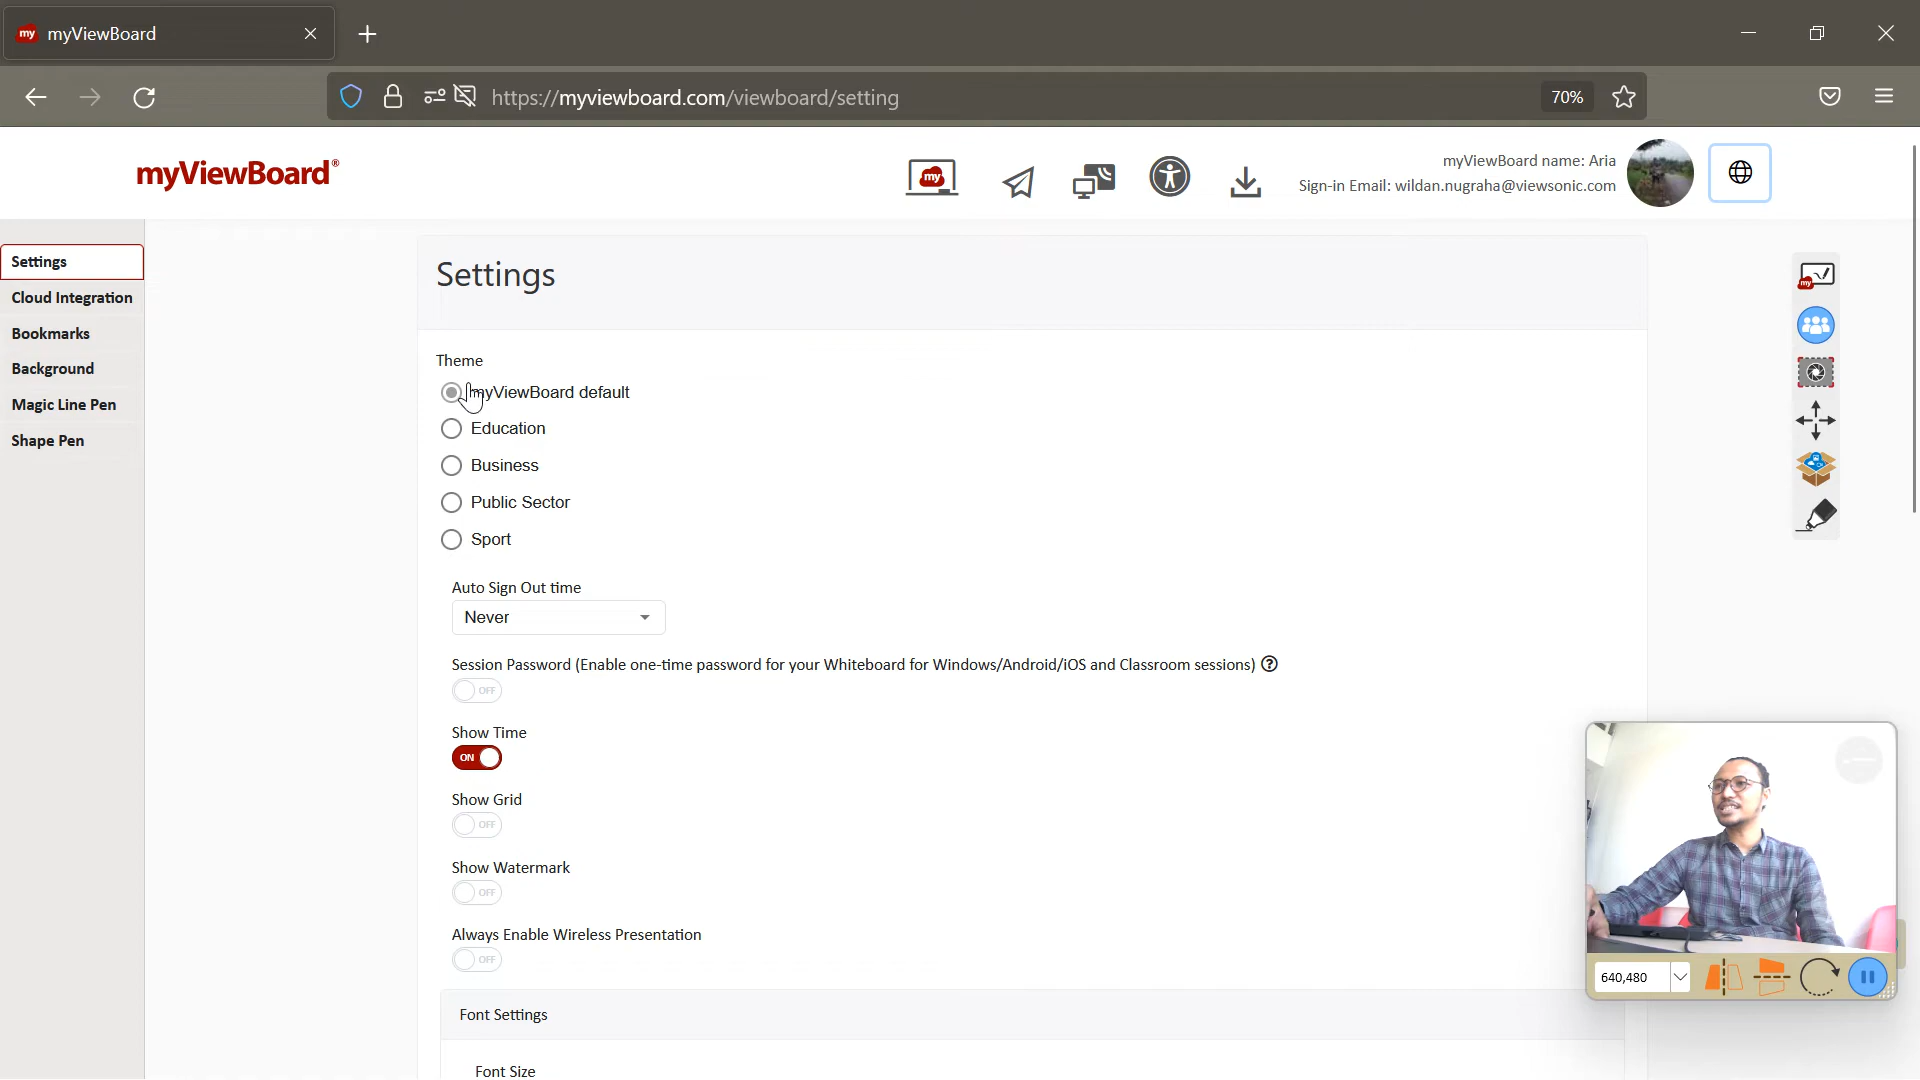 my myViewBoard
https://myviewboard.com/viewboard/setting
70%
myViewBoard®
my
myViewBoard name: Aria
Sign-in Email: wildan.nugraha@viewsonic.com
Settings
Cloud Integration
Bookmarks
Background
Magic Line Pen
Shape Pen
Settings
Theme
myViewBoard default
Education
Business
Public Sector
Sport
Auto Sign Out time
Never
Session Password (Enable one-time password for your Whiteboard for Windows/Android/iOS and Classroom sessions)
OFF
Show Time
ON
Show Grid
OFF
Show Watermark
OFF
Always Enable Wireless Presentation
OFF
Font Settings
Font Size
my
640,480